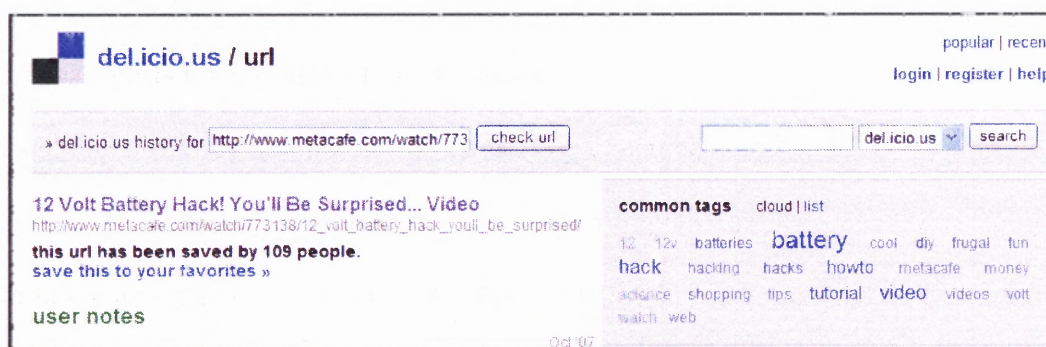 del.icio.us / url
popular | recen
login | register | help
» del.icio.us history for http://www.metacafe.com/watch/773 check url del.icio.us search
12 Volt Battery Hack! You'll Be Surprised... Video
http://www.metacafe.com/watch/773138/12_volt_battery_hack_youll_be_surprised/
this url has been saved by 109 people.
save this to your favorites »
user notes
Oct '07
common tags cloud | list
12 12v batteries battery cool diy frugal fun
hack hacking hacks howto metacafe money
science shopping tips tutorial video videos volt
watch web